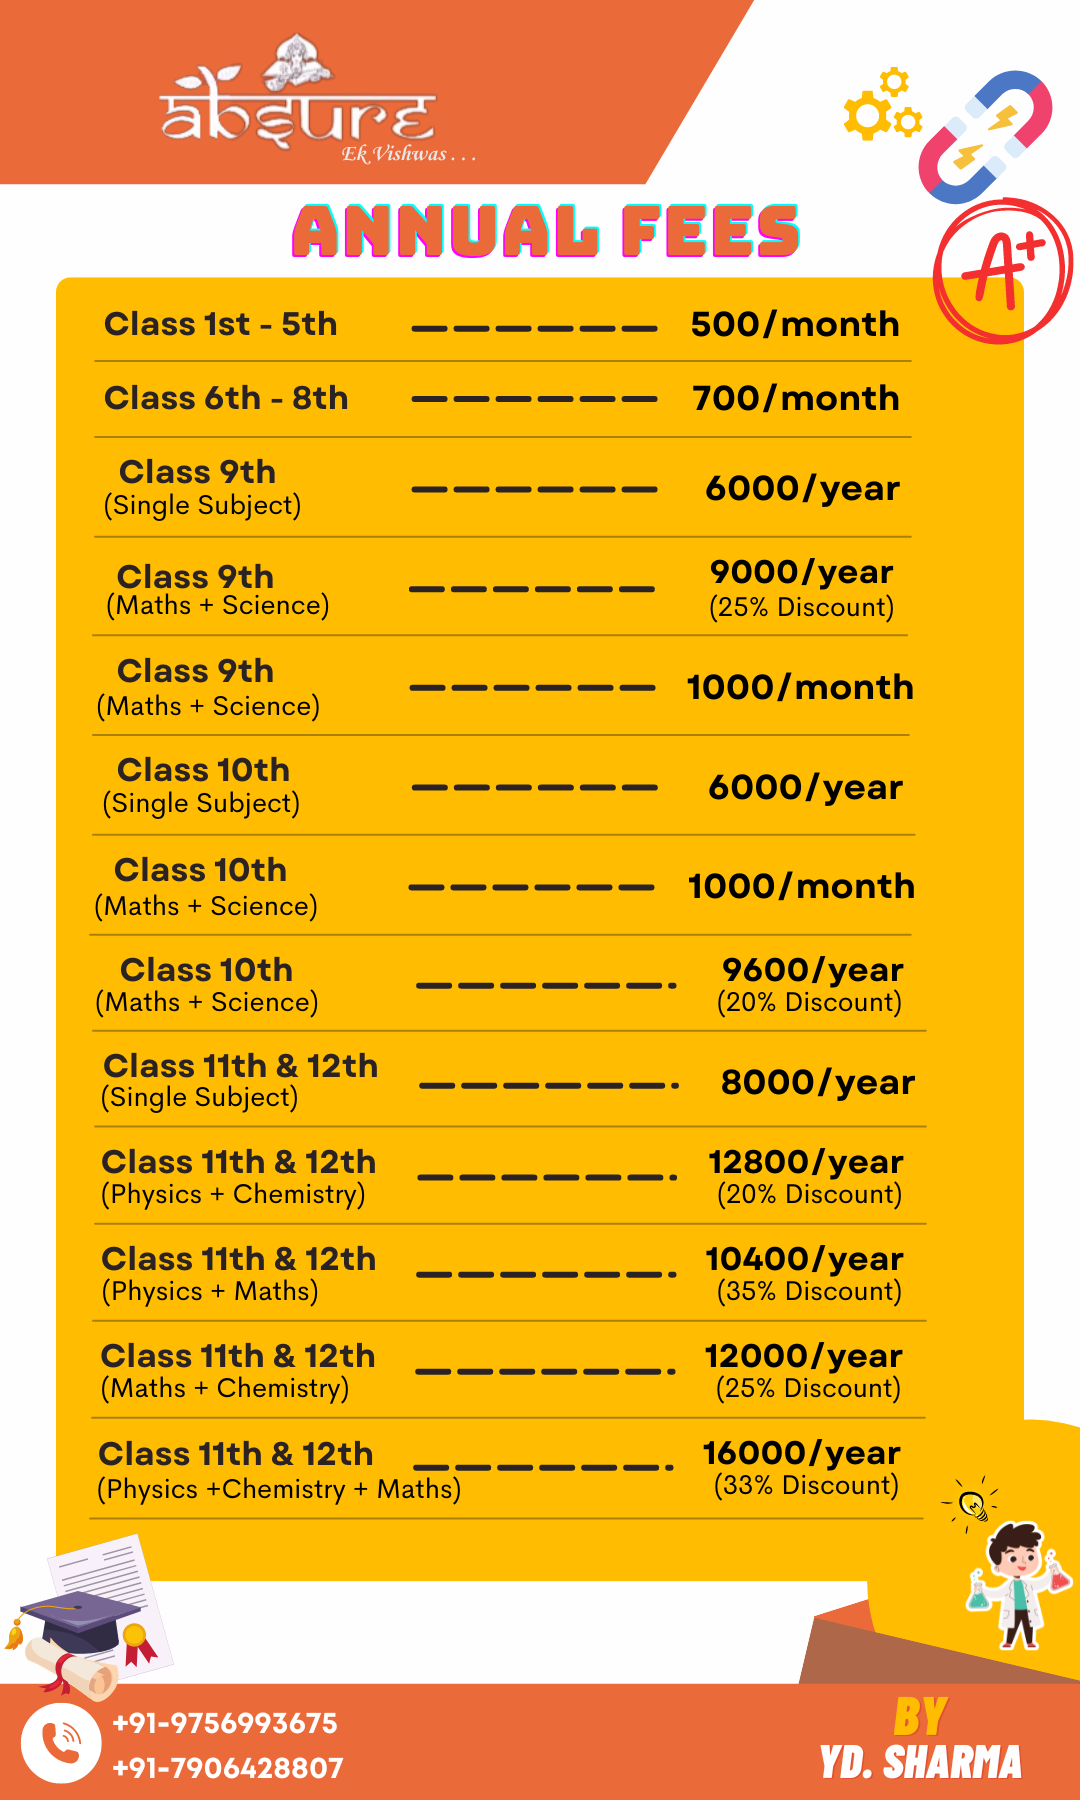 absure
Ek Vishwas . . .
ANNUAL FEES
A+
Class 1st - 5th 500/month
Class 6th - 8th 700/month
Class 9th
(Single Subject)
6000/year
Class 9th
(Maths + Science)
9000/year
(25% Discount)
Class 9th
(Maths + Science)
1000/month
Class 10th
(Single Subject)
6000/year
Class 10th
(Maths + Science)
1000/month
Class 10th
(Maths + Science)
9600/year
(20% Discount)
Class 11th & 12th
(Single Subject)
8000/year
Class 11th & 12th
(Physics + Chemistry)
12800/year
(20% Discount)
Class 11th & 12th
(Physics + Maths)
10400/year
(35% Discount)
Class 11th & 12th
(Maths + Chemistry)
12000/year
(25% Discount)
Class 11th & 12th
(Physics +Chemistry + Maths)
16000/year
(33% Discount)
+91-9756993675
+91-7906428807
BY
YD. SHARMA